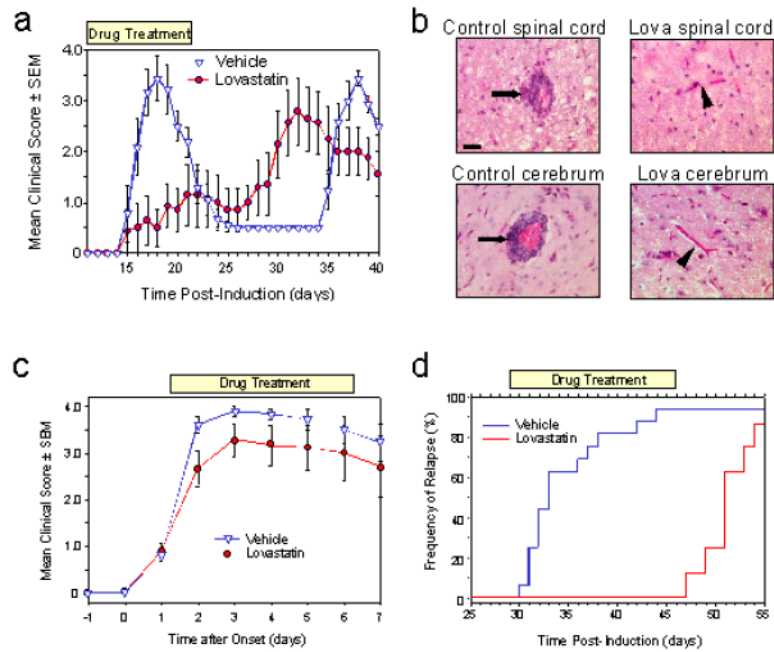 a
Drug Treatment
Vehicle
Lovastatin
Mean Clinical Score ± SEM
4.0
3.0
2.0
1.0
0
15 20 25 30 35 40
Time Post-Induction (days)
b
Control spinal cord
Lova spinal cord
Control cerebrum
Lova cerebrum
c
Drug Treatment
Mean Clinical Score ± SEM
4.0
3.0
2.0
1.0
0
Vehicle
Lovastatin
-1 0 1 2 3 4 5 6 7
Time after Onset (days)
d
Drug Treatment
Vehicle
Lovastatin
Frequency of Relapse (%)
100
80
60
40
20
0
25 30 35 40 45 50 55
Time Post-Induction (days)